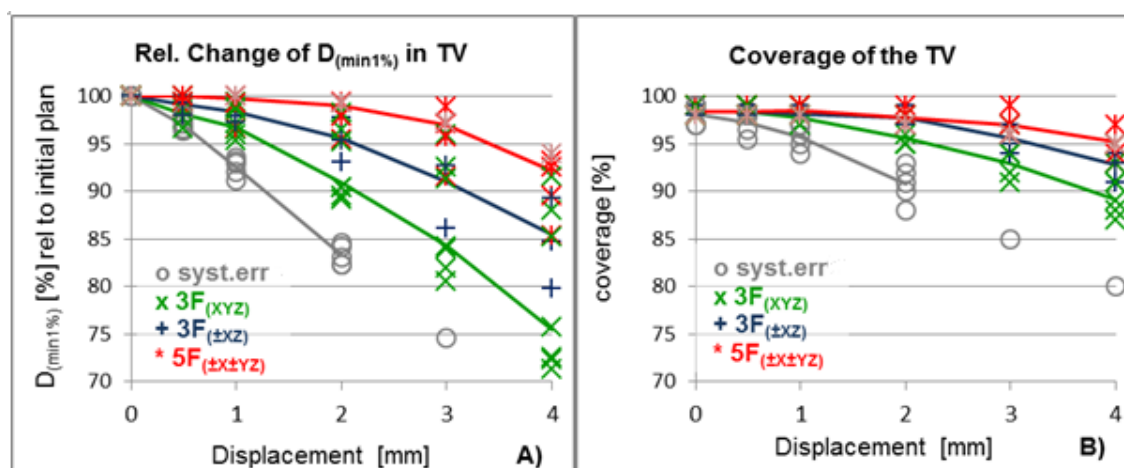 Rel. Change of D(min1%) in TV
D(min1%) [%] rel to initial plan
100
95
90
85
80
75
70
o syst.err
x 3F(XYZ)
+ 3F(±XZ)
* 5F(±X±YZ)
0 1 2 3 4
Displacement [mm] A)
Coverage of the TV
coverage [%]
100
95
90
85
80
75
70
o syst.err
x 3F(XYZ)
+ 3F(±XZ)
* 5F(±X±YZ)
0 1 2 3 4
Displacement [mm] B)